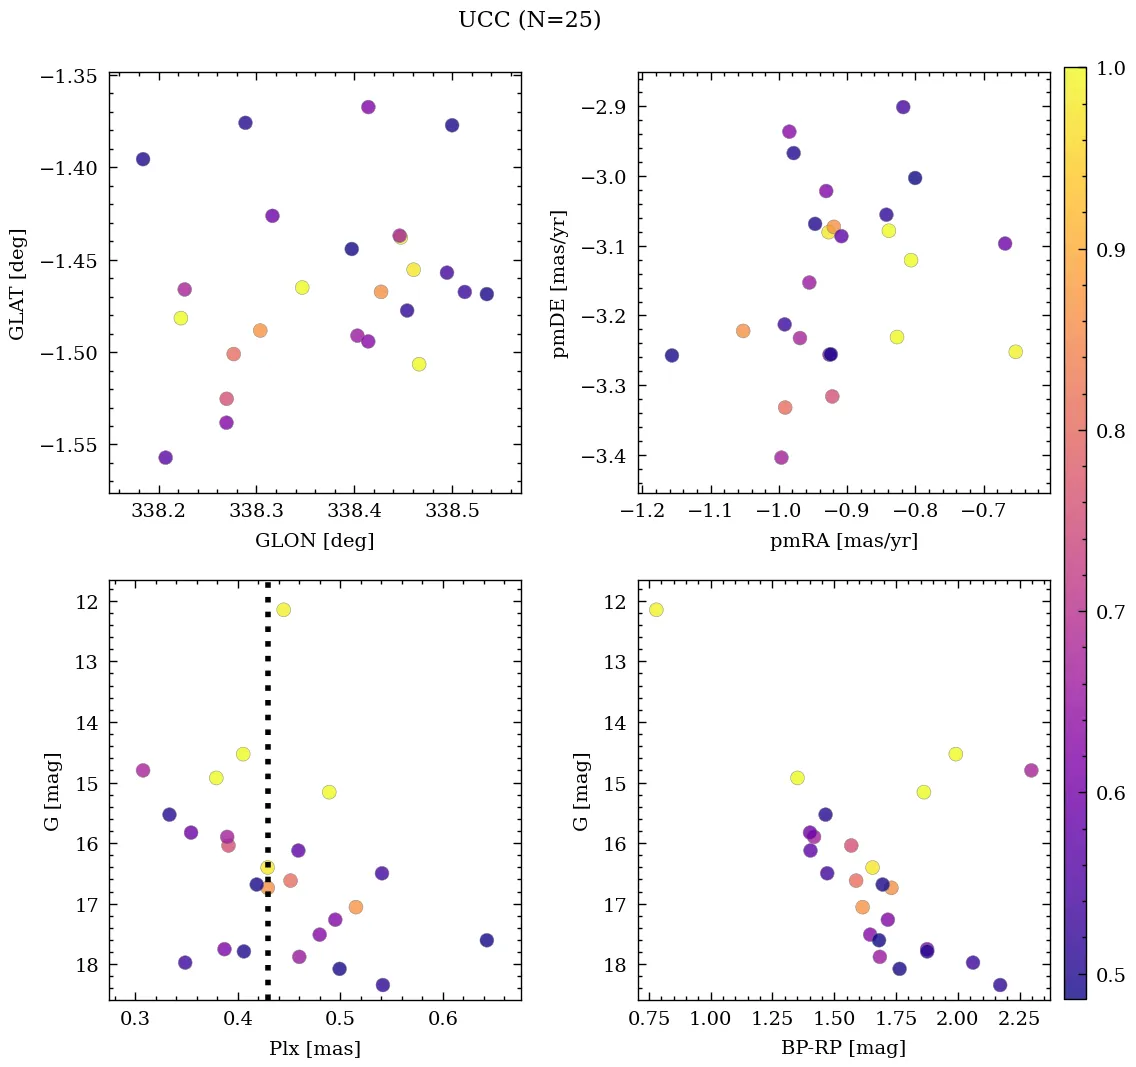 UCC (N=25)
−1.35
−1.40
−1.45
−1.50
−1.55
GLAT [deg]
338.2 338.3 338.4 338.5
GLON [deg]
−2.9
−3.0
−3.1
−3.2
−3.3
−3.4
pmDE [mas/yr]
−1.2 −1.1 −1.0 −0.9 −0.8 −0.7
pmRA [mas/yr]
12
13
14
15
16
17
18
G [mag]
0.3 0.4 0.5 0.6
Plx [mas]
12
13
14
15
16
17
18
G [mag]
0.75 1.00 1.25 1.50 1.75 2.00 2.25
BP-RP [mag]
1.0
0.9
0.8
0.7
0.6
0.5